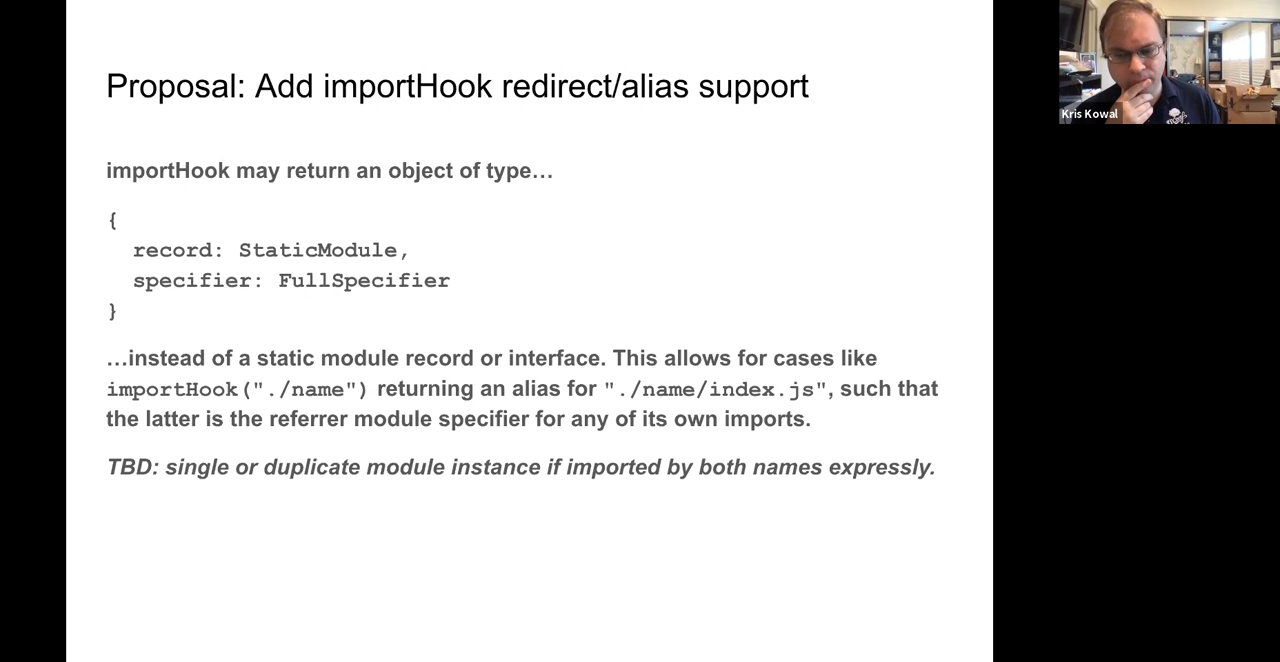 Proposal: Add importHook redirect/alias support
importHook may return an object of type…
{
record: StaticModule,
specifier: FullSpecifier
}
…instead of a static module record or interface. This allows for cases like
importHook("./name") returning an alias for "./name/index.js", such that
the latter is the referrer module specifier for any of its own imports.
TBD: single or duplicate module instance if imported by both names expressly.
Kris Kowal